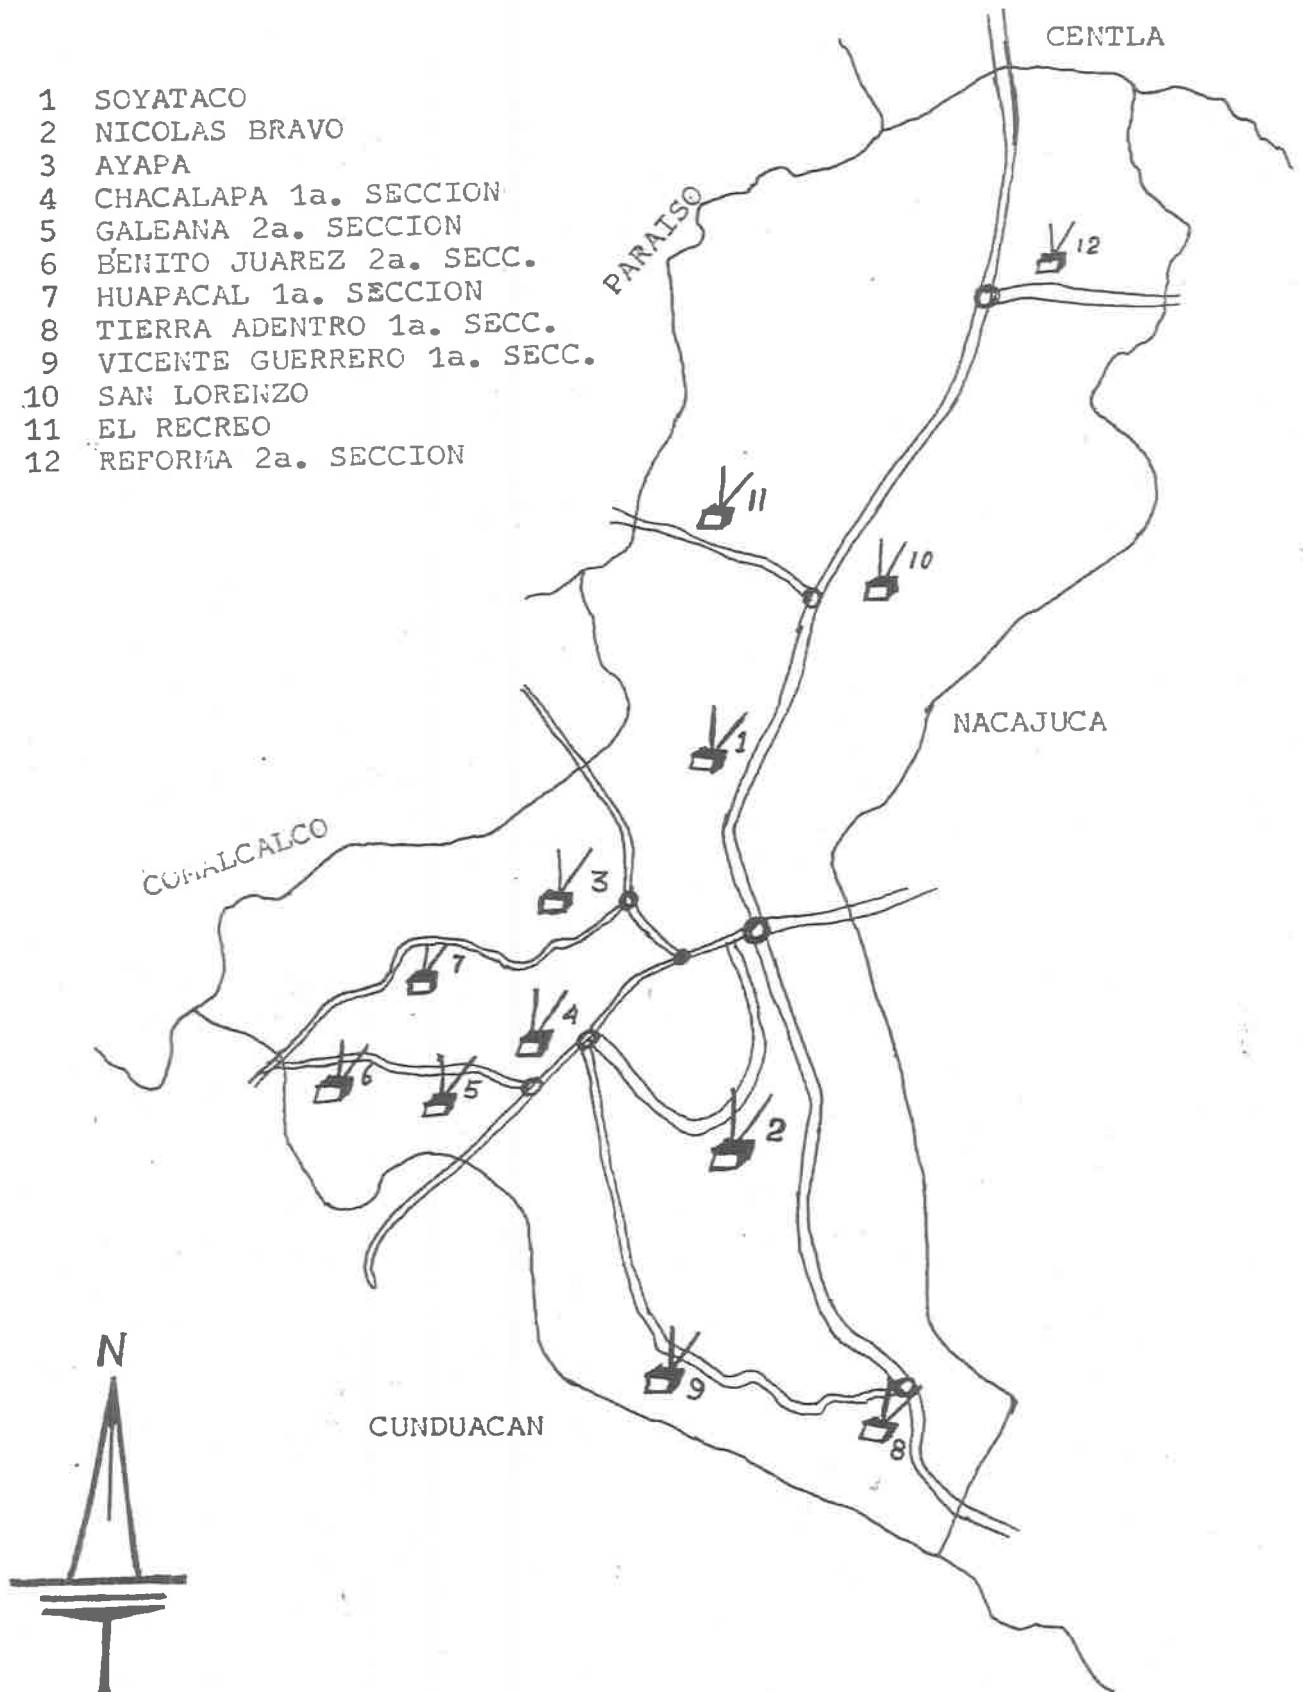 CENTLA
1 SOYATACO
2 NICOLAS BRAVO
3 AYAPA
4 CHACALAPA 1a. SECCION
5 GALEANA 2a. SECCION
6 BENITO JUAREZ 2a. SECC.
7 HUAPACAL 1a. SECCION
8 TIERRA ADENTRO 1a. SECC.
9 VICENTE GUERRERO 1a. SECC.
10 SAN LORENZO
11 EL RECREO
12 REFORMA 2a. SECCION
PARAISO
12
11
10
NACAJUCA
1
COMALCALCO
3
7
4
6
5
2
N
9
CUNDUACAN
8